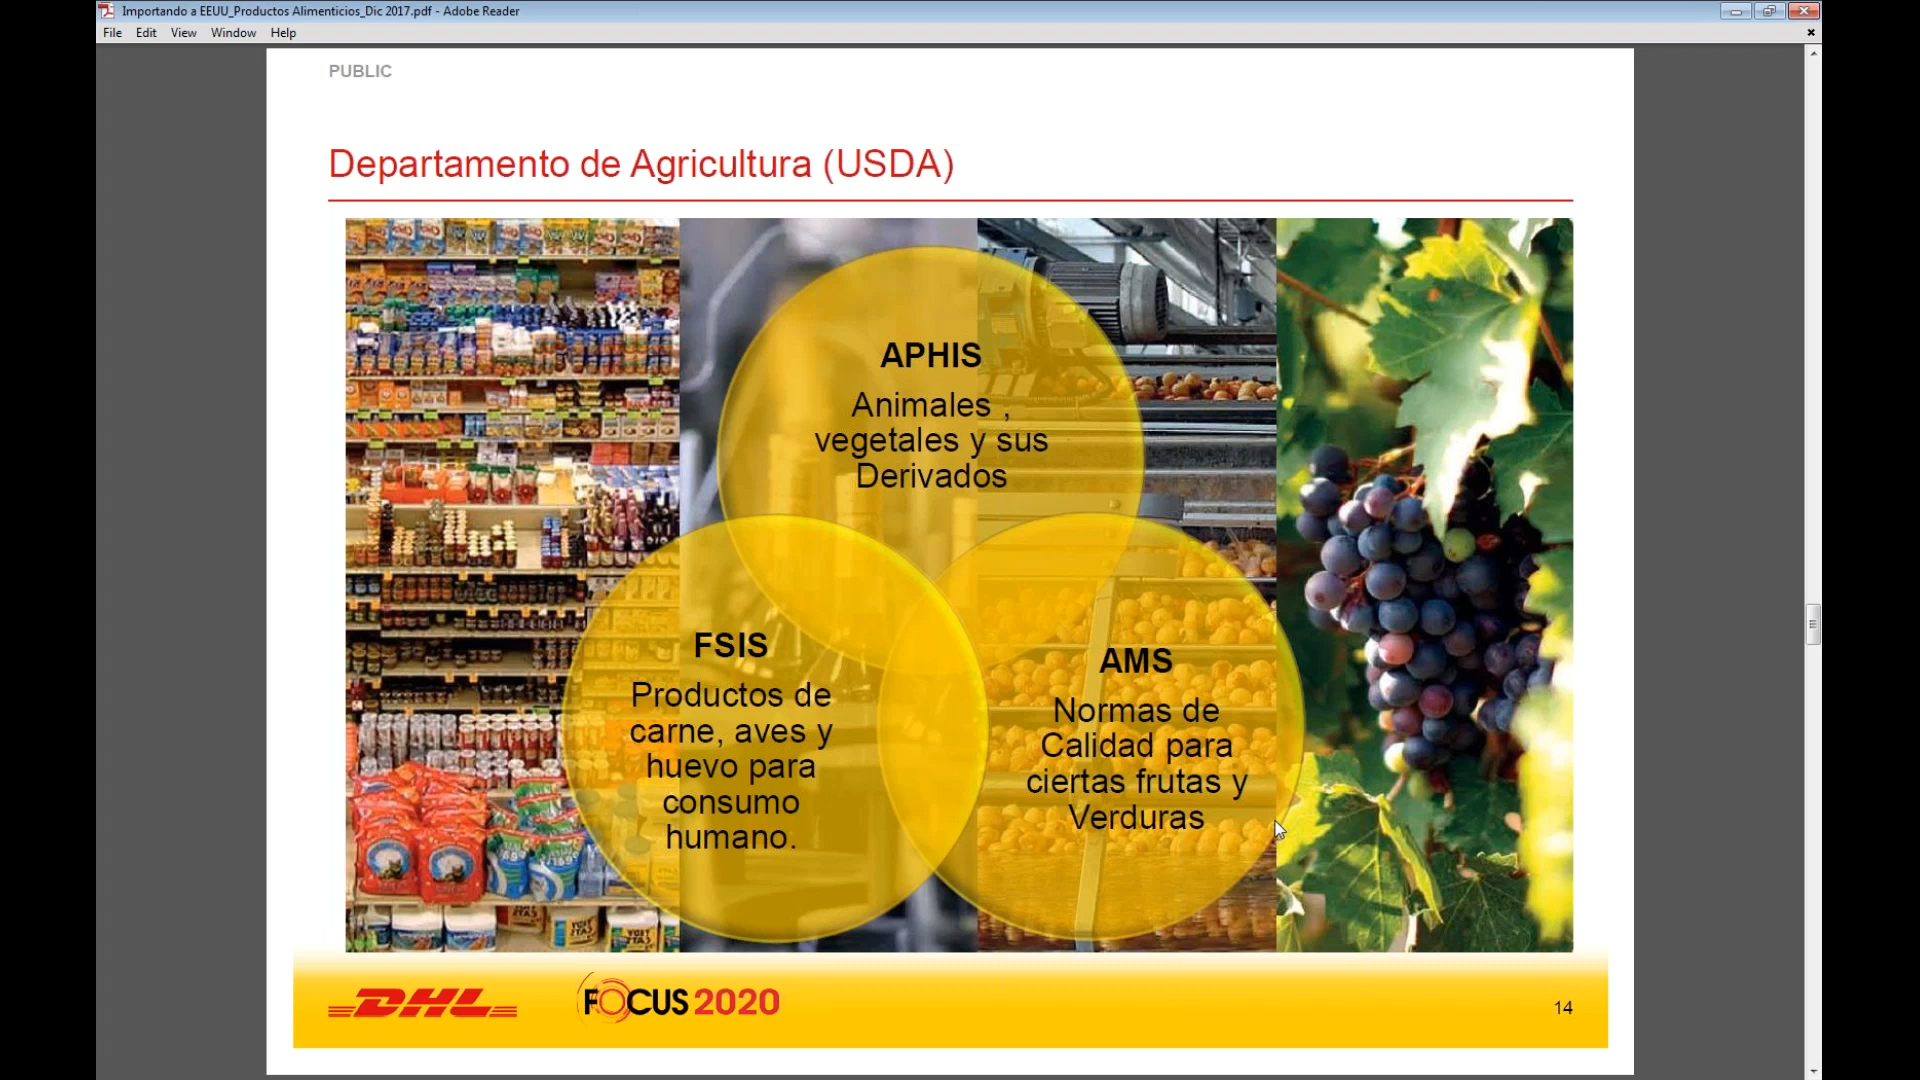 Importando a EEUU_Productos Alimenticios_Dic 2017.pdf - Adobe Reader
File Edit View Window Help
PUBLIC
Departamento de Agricultura (USDA)
APHIS
Animales ,
vegetales y sus
Derivados
FSIS
Productos de
carne, aves y
huevo para
consumo
humano.
AMS
Normas de
Calidad para
ciertas frutas y
Verduras
DHL
FOCUS 2020
14